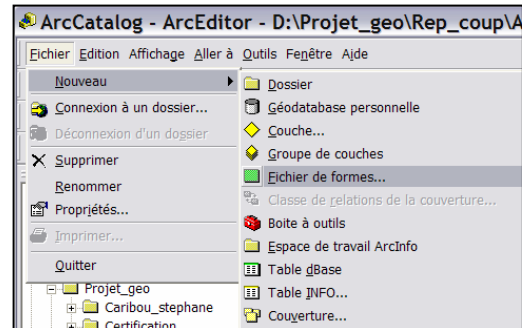 ArcCatalog - ArcEditor - D:\Projet_geo\Rep_coup\A
Fichier Edition Affichage Aller à Outils Fenêtre Aide
Nouveau
Connexion à un dossier...
Déconnexion d'un dossier
Supprimer
Renommer
Propriétés...
Imprimer...
Quitter
Dossier
Géodatabase personnelle
Couche...
Groupe de couches
Fichier de formes...
Classe de relations de la couverture...
Boite à outils
Espace de travail ArcInfo
Table dBase
Table INFO...
Couverture...
Projet_geo
Caribou_stephane
Certification